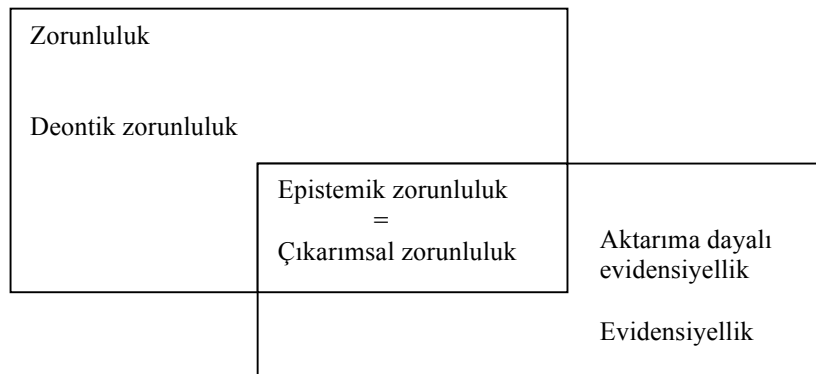 Zorunluluk
Deontik zorunluluk
Epistemik zorunluluk
=
Çıkarımsal zorunluluk
Aktarıma dayalı
evidensiyellik
Evidensiyellik